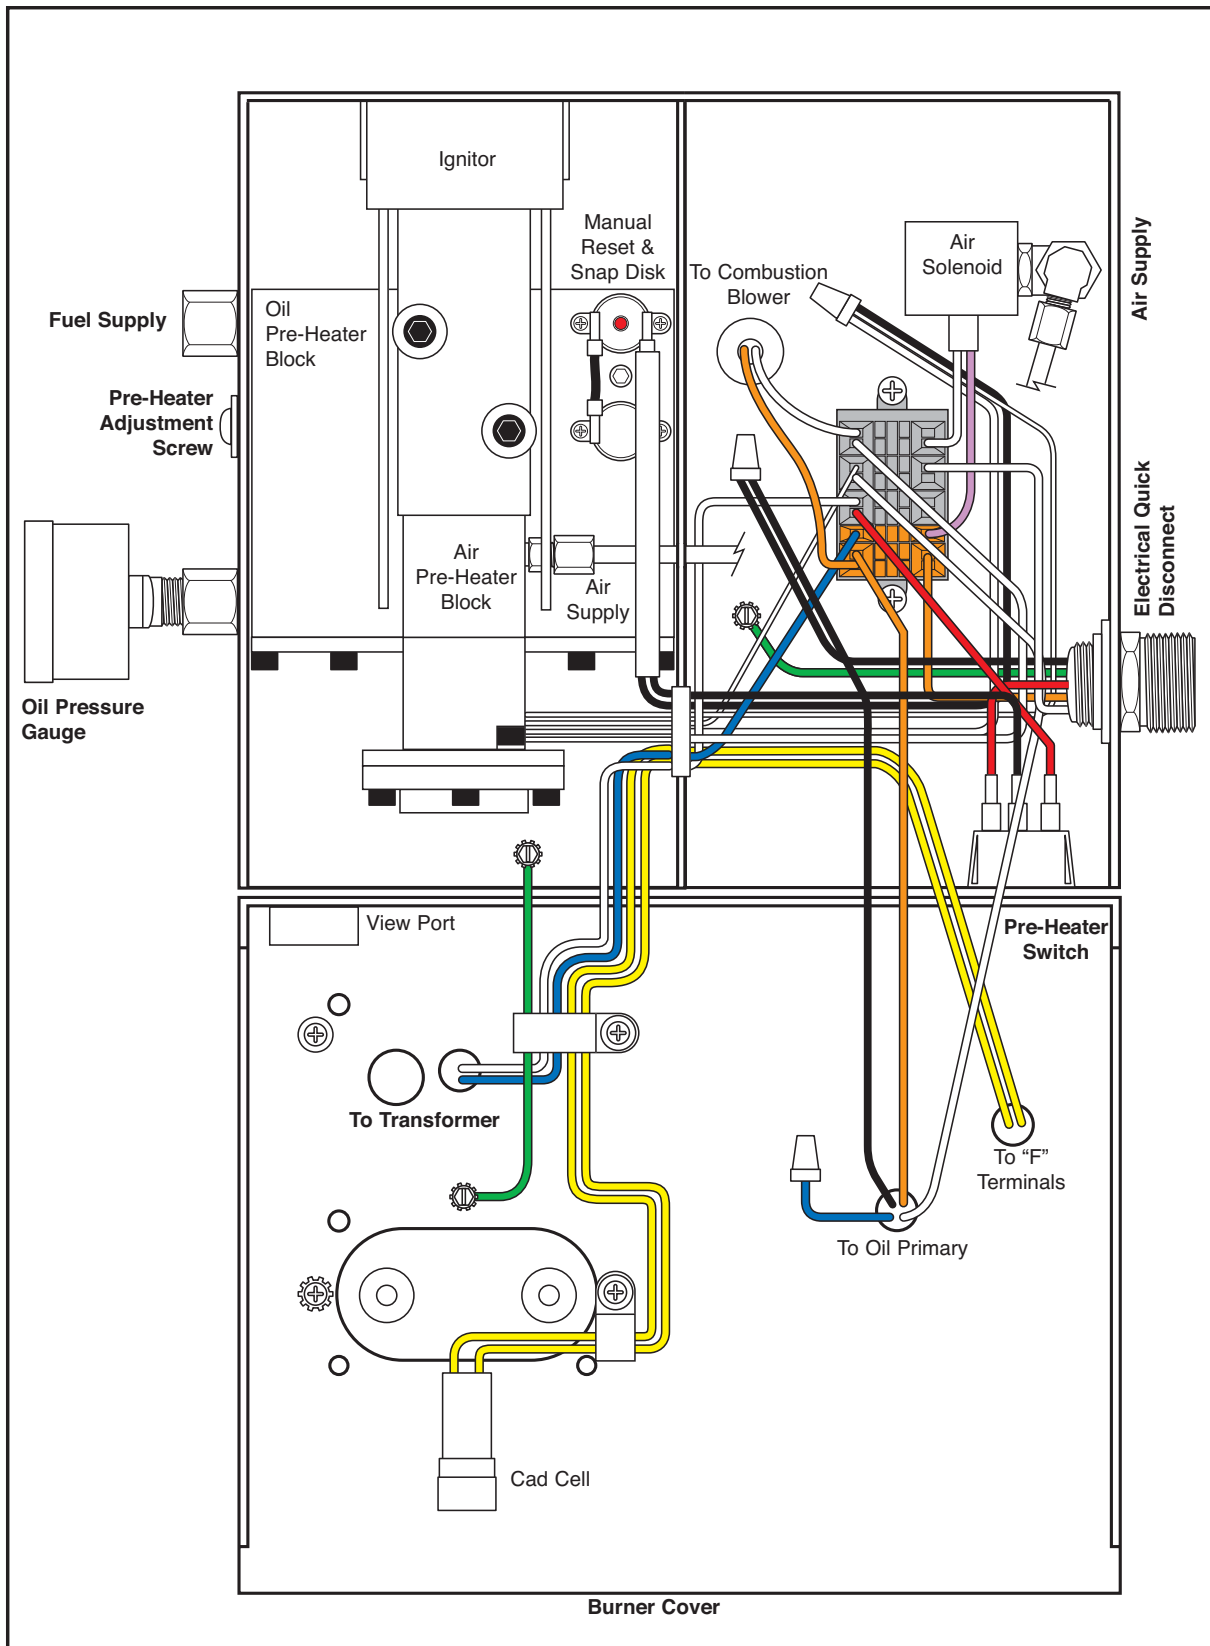 Ignitor
Manual
Reset &
Snap Disk
Air
Solenoid
Air Supply
To Combustion
Blower
Fuel Supply
Oil
Pre-Heater
Block
Pre-Heater
Adjustment
Screw
Electrical Quick
Disconnect
Air
Pre-Heater
Block
Air
Supply
Oil Pressure
Gauge
View Port
Pre-Heater
Switch
To Transformer
To “F”
Terminals
To Oil Primary
Cad Cell
Burner Cover